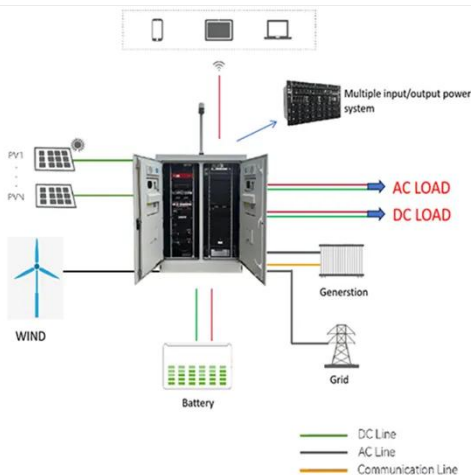 Multiple input/output power
system
PV1
PVN
AC LOAD
DC LOAD
WIND
Generstion
Battery
Grid
DC Line
AC Line
Communication Line